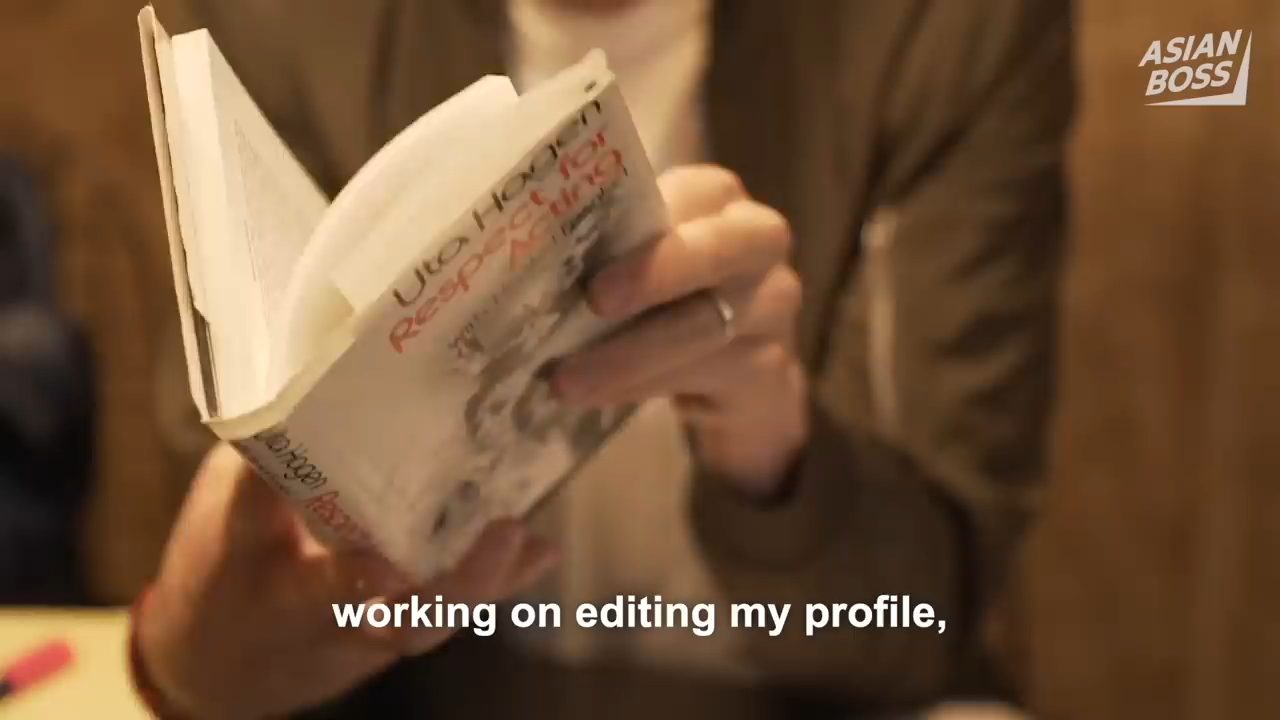 ASIAN
BOSS
Uta Hagen
Respect for
Acting
Uta Hagen
working on editing my profile,